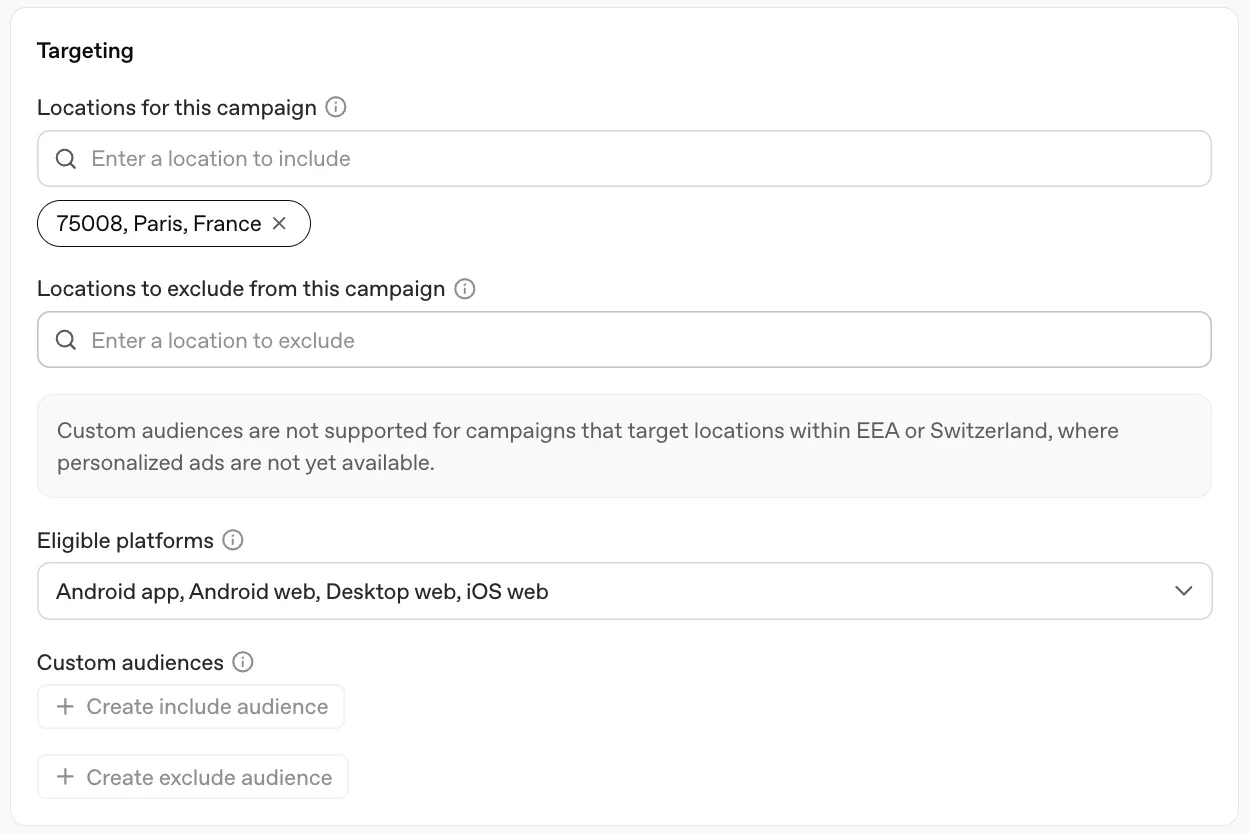 Targeting
Locations for this campaign
Enter a location to include
75008, Paris, France
Locations to exclude from this campaign
Enter a location to exclude
Custom audiences are not supported for campaigns that target locations within EEA or Switzerland, where
personalized ads are not yet available.
Eligible platforms
Android app, Android web, Desktop web, iOS web
Custom audiences
+ Create include audience
+ Create exclude audience